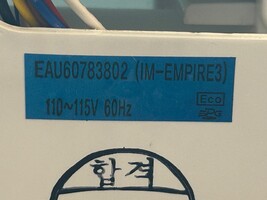 EAU60783802 (IM-EMPIRE3)
110~115V 60Hz
Eco
합격